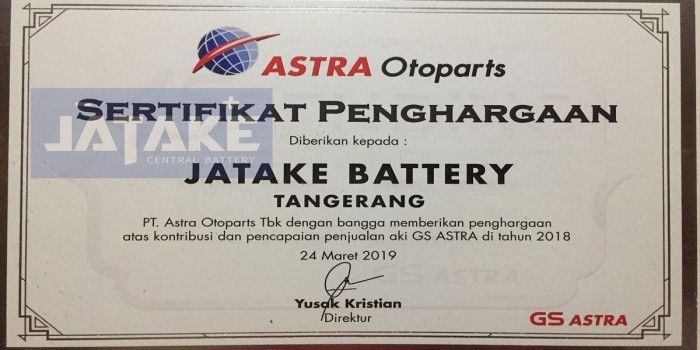 ASTRA Otoparts
SERTIFIKAT PENGHARGAAN
JATAKE
CENTRAL BATTERY
Diberikan kepada :
JATAKE BATTERY
TANGERANG
PT. Astra Otoparts Tbk dengan bangga memberikan penghargaan
atas kontribusi dan pencapaian penjualan aki GS ASTRA di tahun 2018
24 Maret 2019
GS ASTRA
Yusak Kristian
Direktur
GS ASTRA